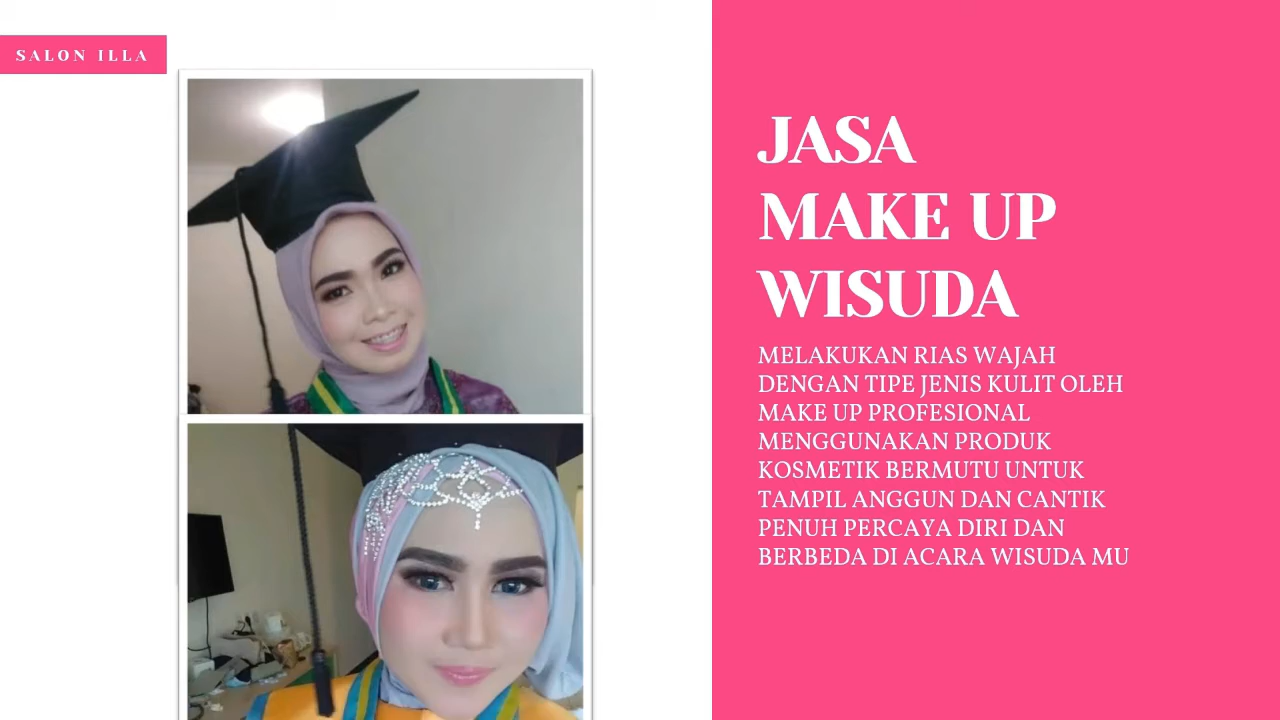 SALON ILLA
JASA
MAKE UP
WISUDA
MELAKUKAN RIAS WAJAH
DENGAN TIPE JENIS KULIT OLEH
MAKE UP PROFESIONAL
MENGGUNAKAN PRODUK
KOSMETIK BERMUTU UNTUK
TAMPIL ANGGUN DAN CANTIK
PENUH PERCAYA DIRI DAN
BERBEDA DI ACARA WISUDA MU